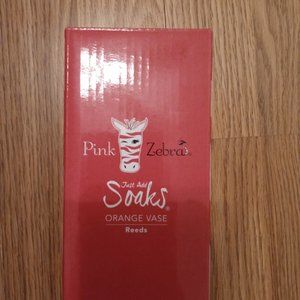 Pink Zebra
Just Add
Soaks®
ORANGE VASE
Reeds